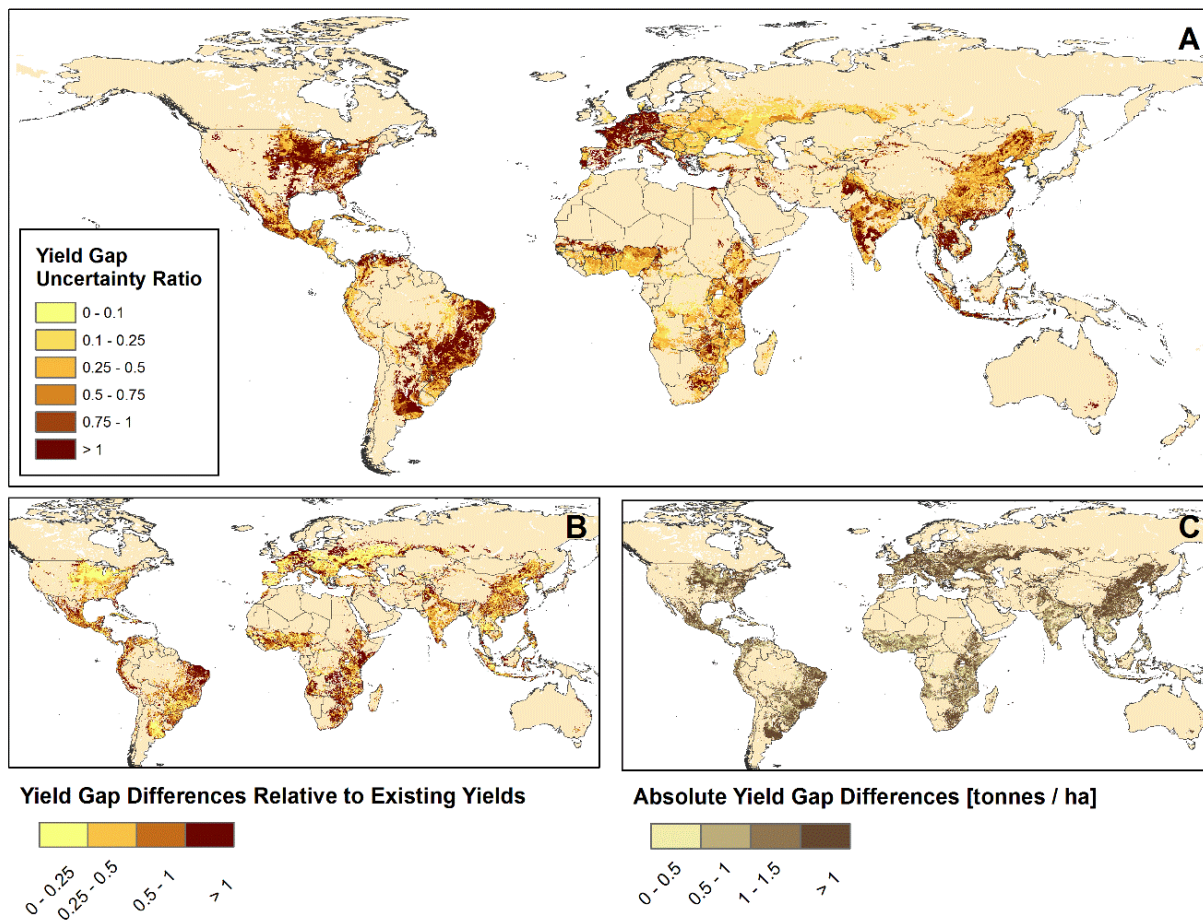 A
Yield Gap
Uncertainty Ratio
0 - 0.1
0.1 - 0.25
0.25 - 0.5
0.5 - 0.75
0.75 - 1
> 1
B
C
Yield Gap Differences Relative to Existing Yields
0 - 0.25
0.25 - 0.5
0.5 - 1
> 1
Absolute Yield Gap Differences [tonnes / ha]
0 - 0.5
0.5 - 1
1 - 1.5
> 1